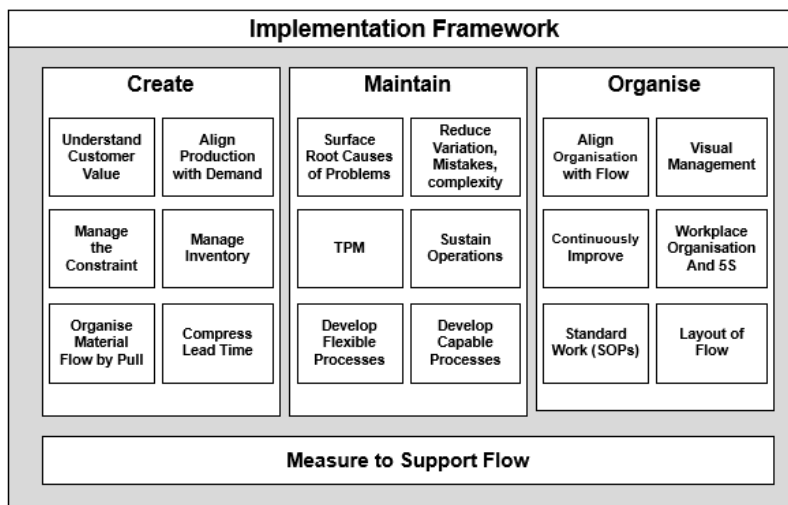 Implementation Framework
Create
Understand
Customer
Value
Align
Production
with Demand
Manage
the
Constraint
Manage
Inventory
Organise
Material
Flow by Pull
Compress
Lead Time
Maintain
Surface
Root Causes
of Problems
Reduce
Variation,
Mistakes,
complexity
TPM
Sustain
Operations
Develop
Flexible
Processes
Develop
Capable
Processes
Organise
Align
Organisation
with Flow
Visual
Management
Continuously
Improve
Workplace
Organisation
And 5S
Standard
Work (SOPs)
Layout of
Flow
Measure to Support Flow